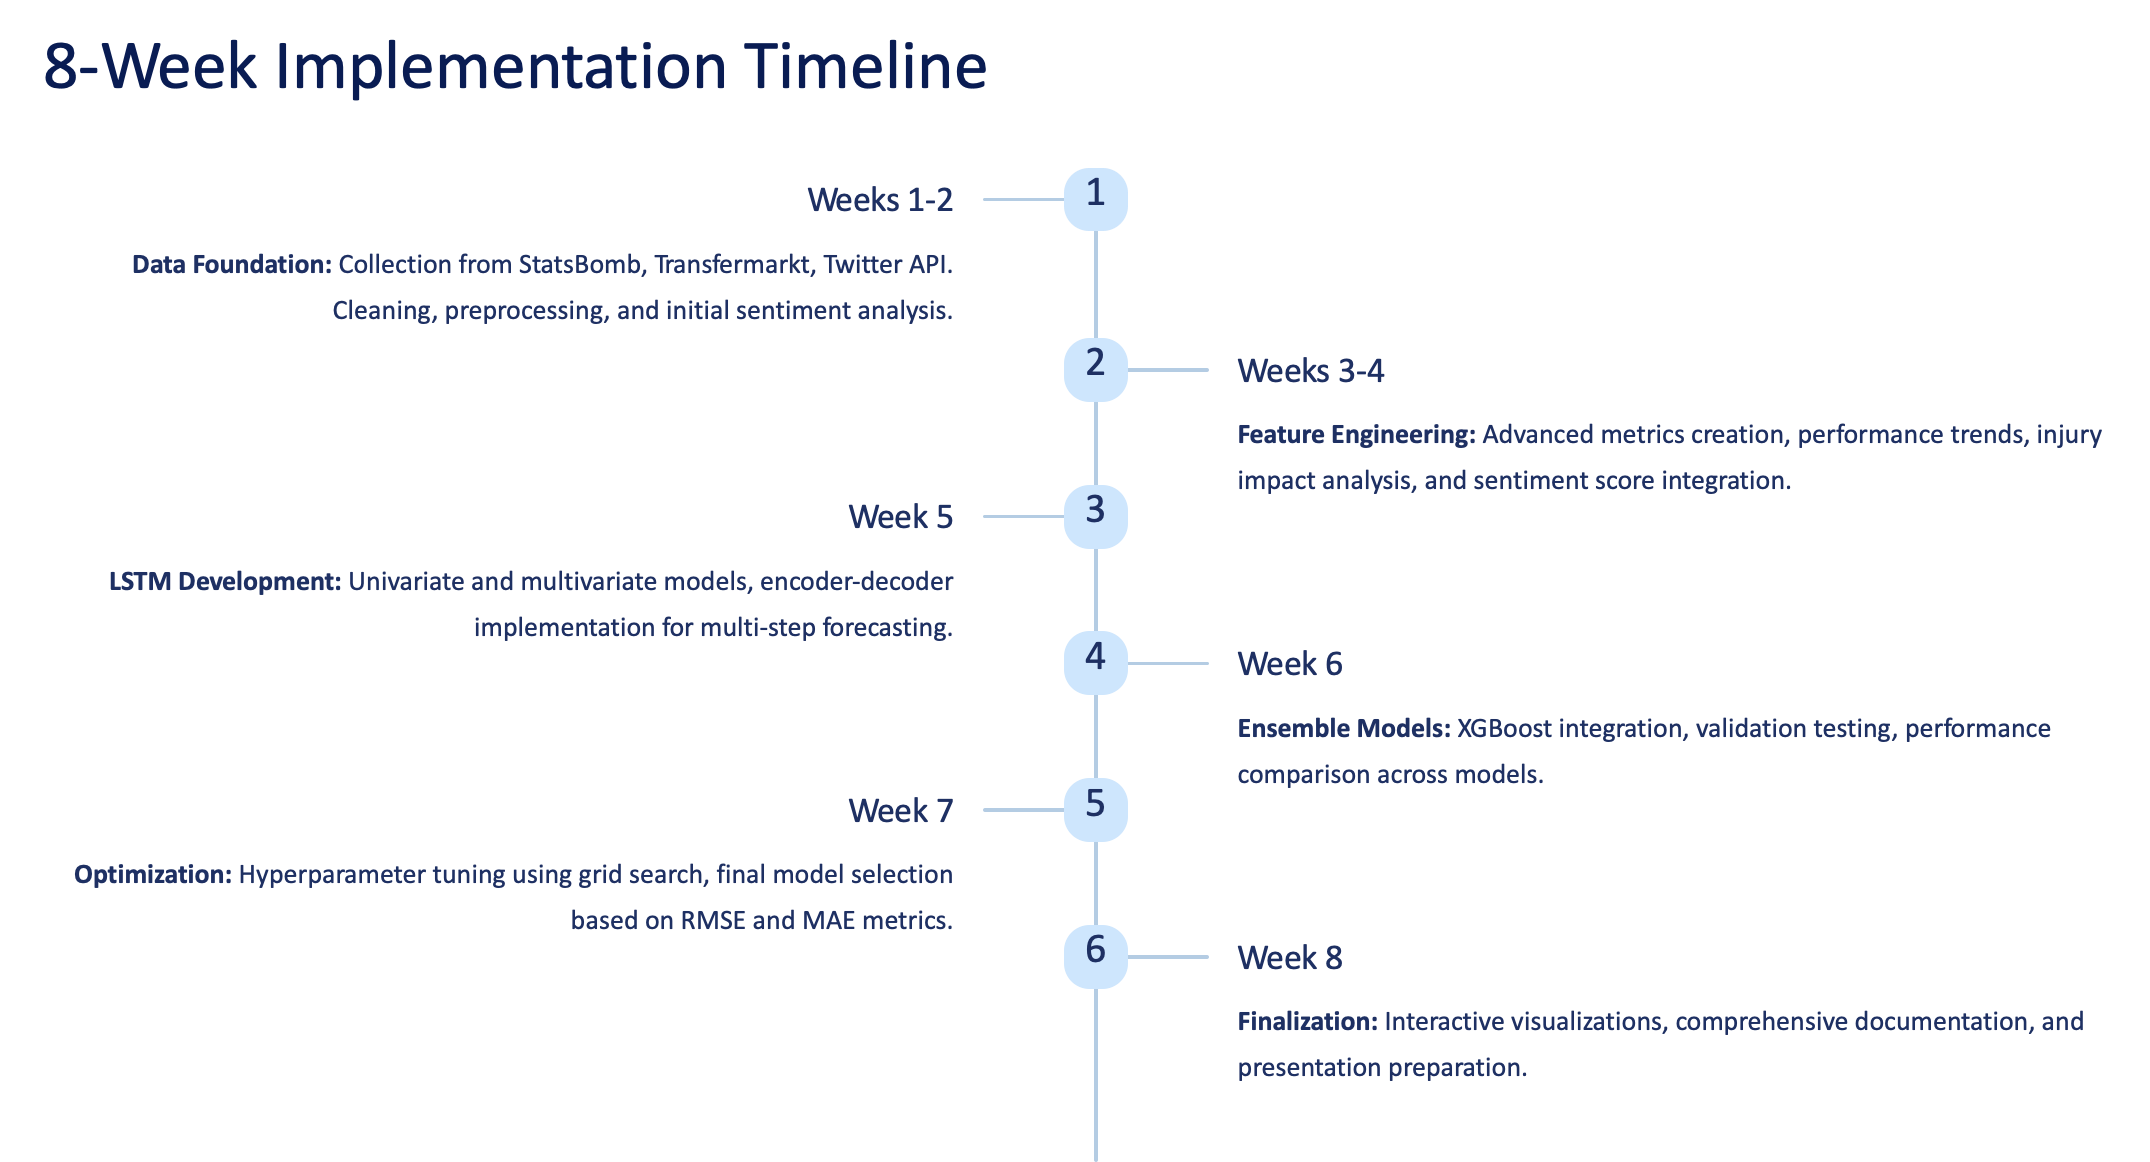 8-Week Implementation Timeline
1
Weeks 1-2
Data Foundation: Collection from StatsBomb, Transfermarkt, Twitter API.
Cleaning, preprocessing, and initial sentiment analysis.
2
Weeks 3-4
Feature Engineering: Advanced metrics creation, performance trends, injury
impact analysis, and sentiment score integration.
3
Week 5
LSTM Development: Univariate and multivariate models, encoder-decoder
implementation for multi-step forecasting.
4
Week 6
Ensemble Models: XGBoost integration, validation testing, performance
comparison across models.
5
Week 7
Optimization: Hyperparameter tuning using grid search, final model selection
based on RMSE and MAE metrics.
6
Week 8
Finalization: Interactive visualizations, comprehensive documentation, and
presentation preparation.